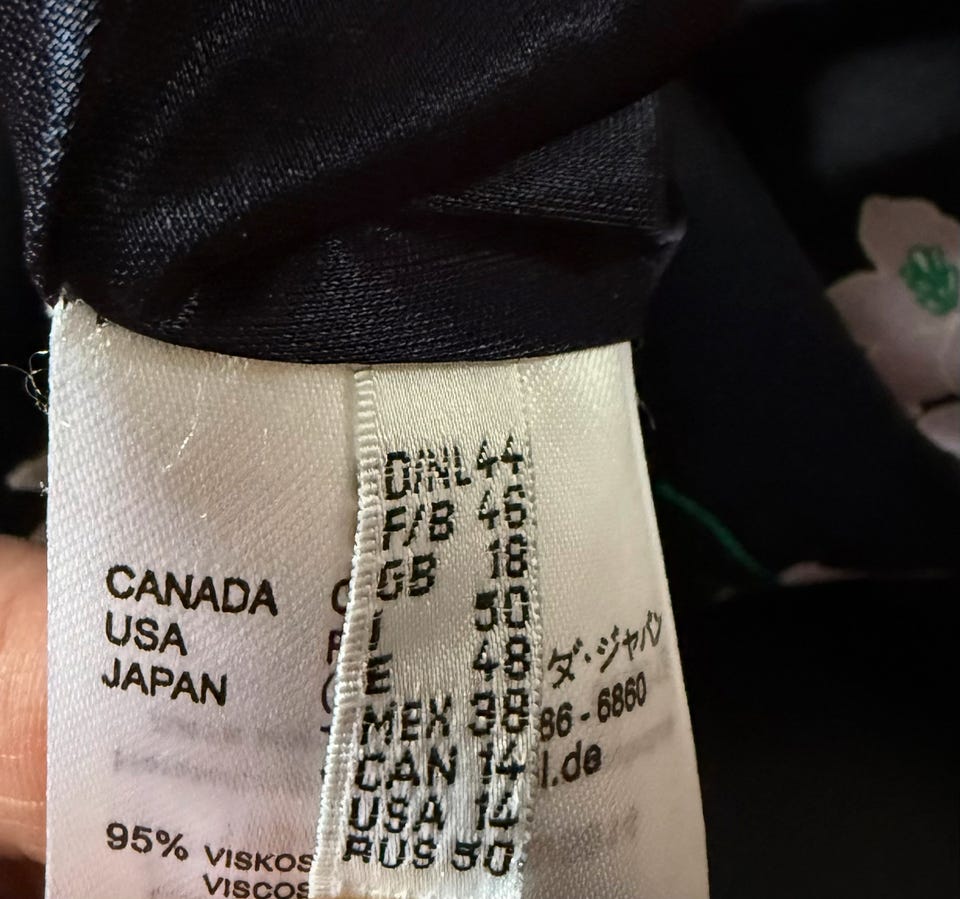 D/NL 44
F/B 46
GB 18
I 50
E 48
MEX 38
CAN 14
USA 14
RUS 50
CANADA
USA
JAPAN
ダ・ジャパン
86-6860
l.de
95% VISKOS
VISCOS